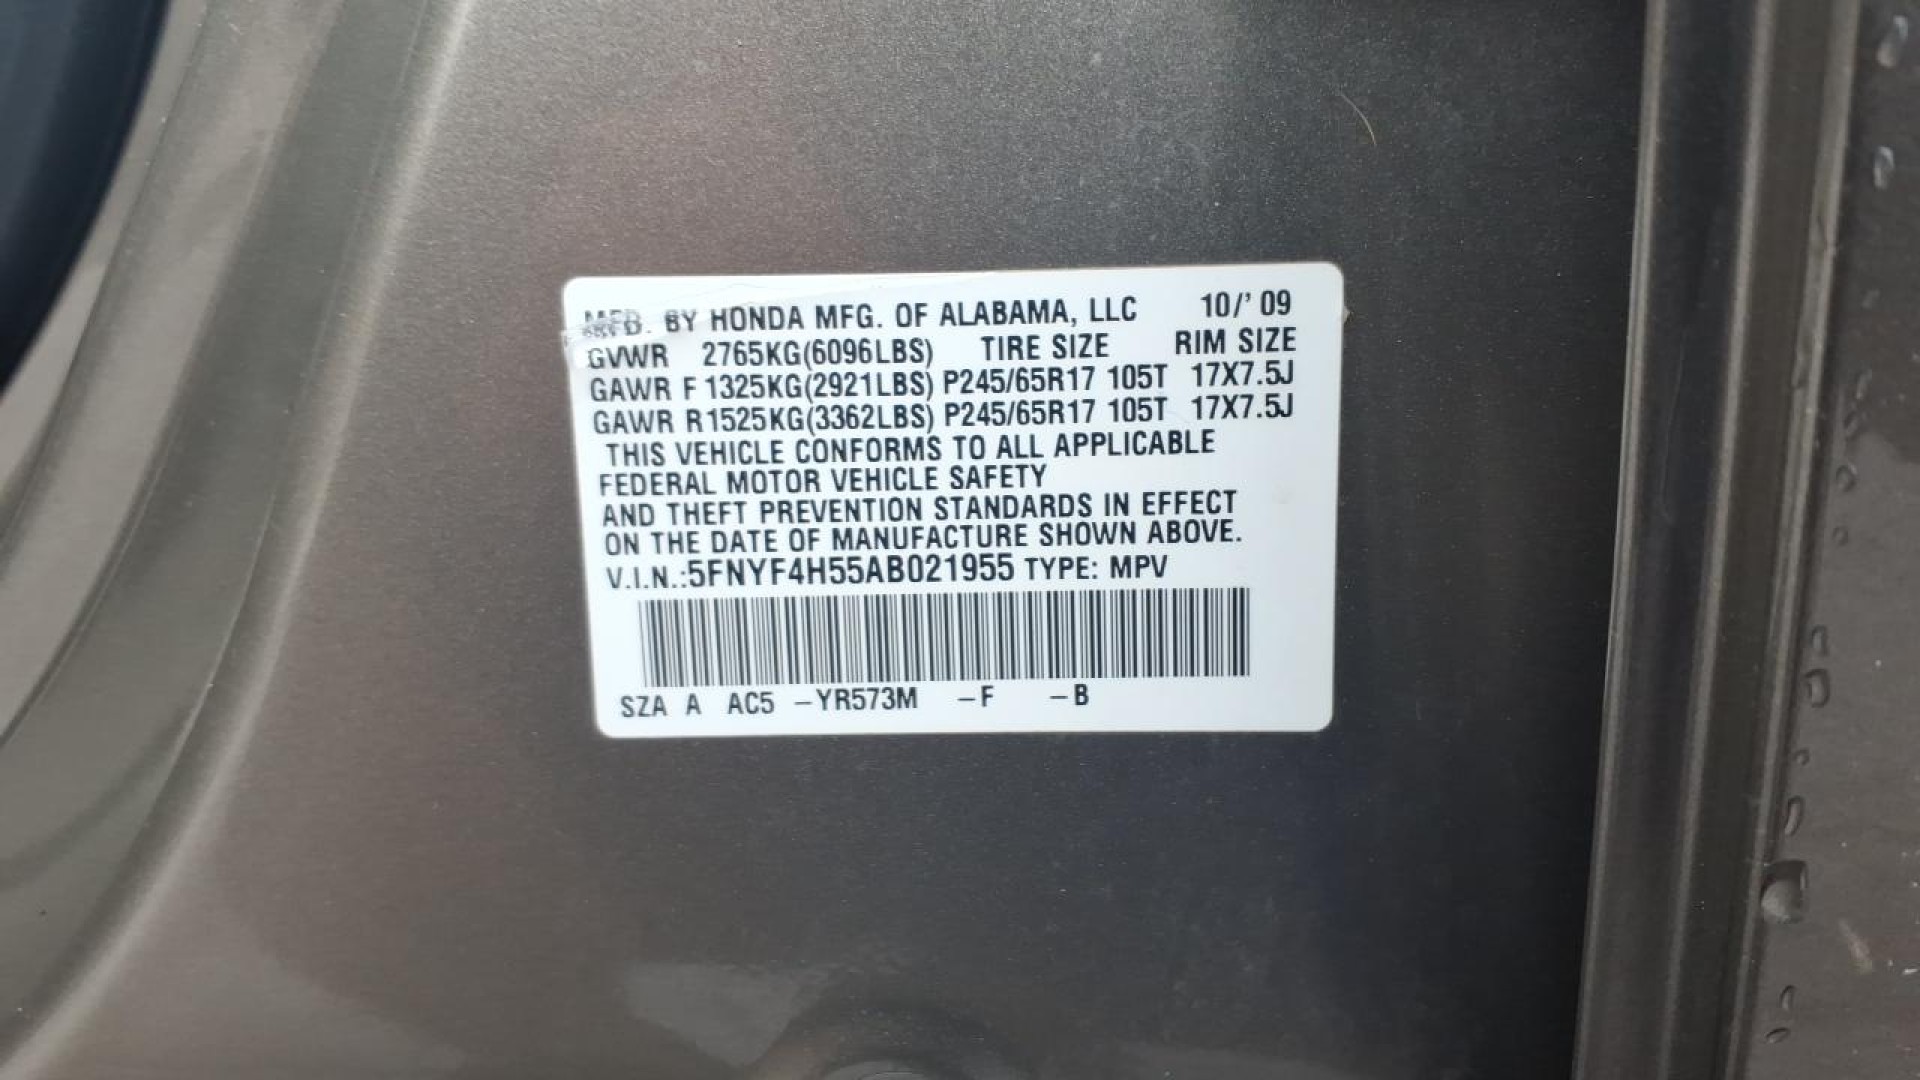 MFD. BY HONDA MFG. OF ALABAMA, LLC 10/' 09
GVWR 2765KG(6096LBS) TIRE SIZE RIM SIZE
GAWR F 1325KG(2921LBS) P245/65R17 105T 17X7.5J
GAWR R 1525KG(3362LBS) P245/65R17 105T 17X7.5J
THIS VEHICLE CONFORMS TO ALL APPLICABLE
FEDERAL MOTOR VEHICLE SAFETY
AND THEFT PREVENTION STANDARDS IN EFFECT
ON THE DATE OF MANUFACTURE SHOWN ABOVE.
V.I.N.:5FNYF4H55AB021955 TYPE: MPV
SZA A AC5 –YR573M –F –B